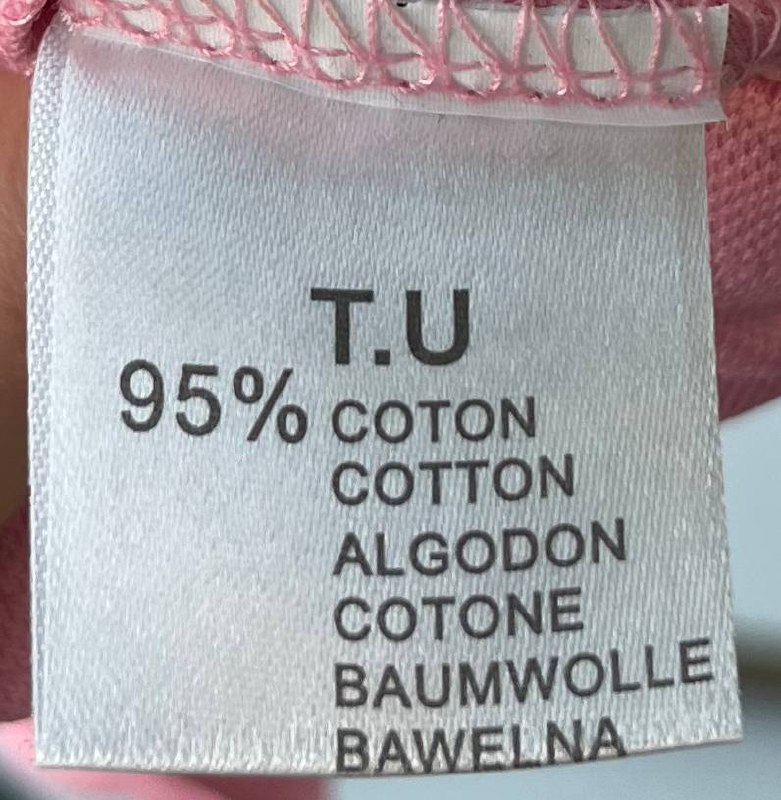 T.U
95% COTON
COTTON
ALGODON
COTONE
BAUMWOLLE
BAWELNA